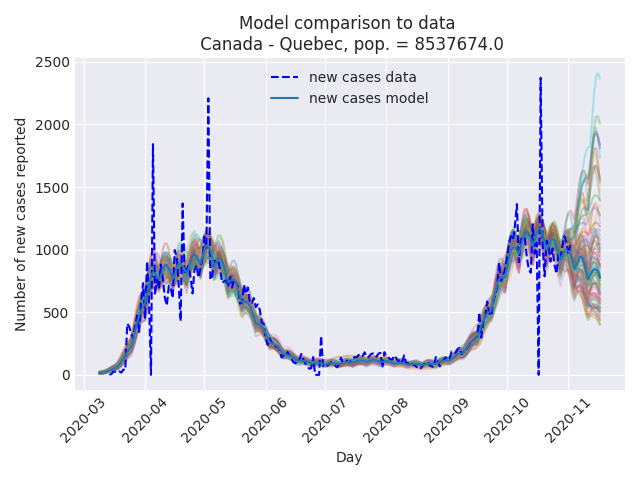 Model comparison to data
Canada - Quebec, pop. = 8537674.0
new cases data
new cases model
Number of new cases reported
2500
2000
1500
1000
500
0
2020-03
2020-04
2020-05
2020-06
2020-07
2020-08
2020-09
2020-10
2020-11
Day